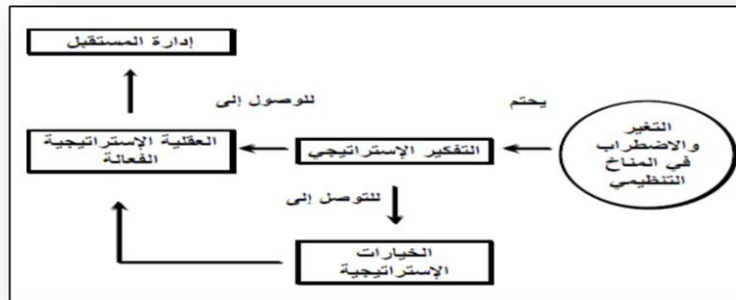 إدارة المستقبل
للوصول إلى
يحتم
التغير
والاضطراب
في المناخ
التنظيمي
التفكير الإستراتيجي
العقلية الإستراتيجية
الفعالة
للتوصل إلى
الخيارات
الإستراتيجية